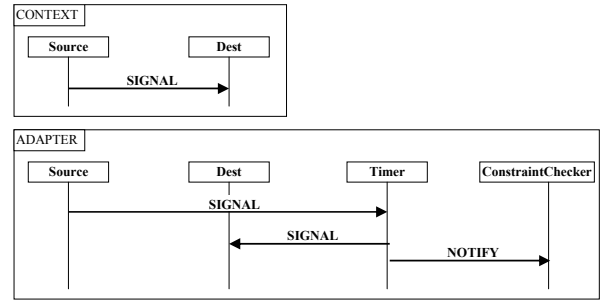 CONTEXT
Source Dest
SIGNAL
ADAPTER
Source Dest Timer ConstraintChecker
SIGNAL
SIGNAL
NOTIFY